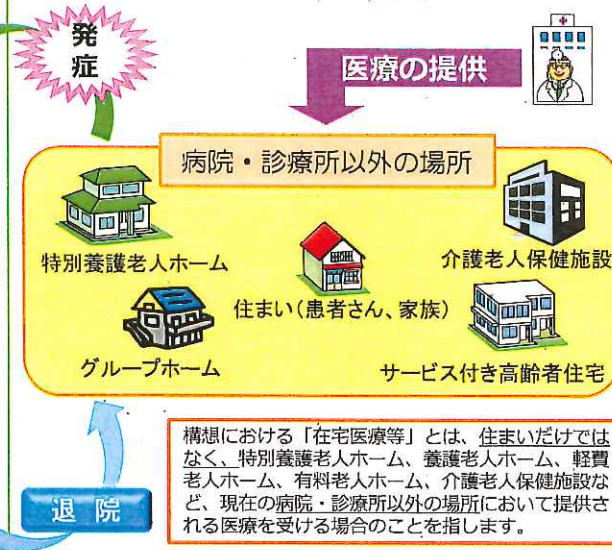 発
症
医療の提供
病院・診療所以外の場所
特別養護老人ホーム
介護老人保健施設
住まい(患者さん、家族)
グループホーム
サービス付き高齢者住宅
退 院
構想における「在宅医療等」とは、住まいだけでは
なく、特別養護老人ホーム、養護老人ホーム、軽費
老人ホーム、有料老人ホーム、介護老人保健施設な
ど、現在の病院・診療所以外の場所において提供さ
れる医療を受ける場合のことを指します。